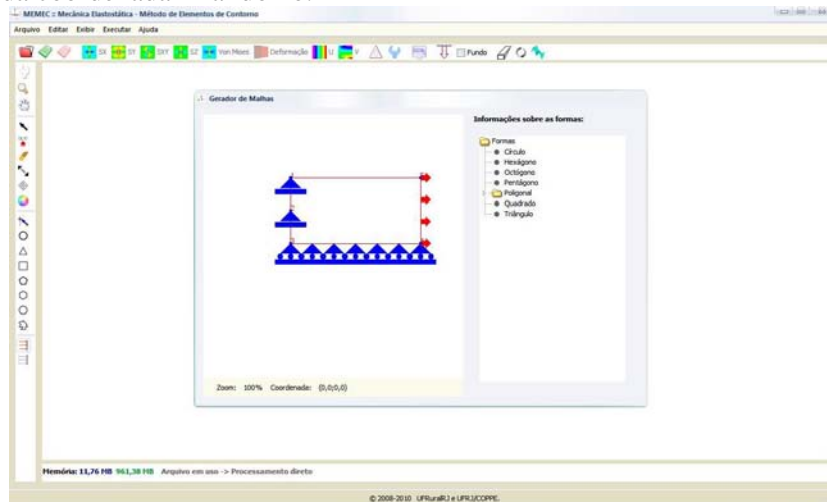 MEMEC :: Mecânica Elastostática - Método de Elementos de Contorno
Arquivo Editar Exibir Executar Ajuda
SX SY SXY SZ Von Mises Deformação U V Fundo
Gerador de Malhas
Informações sobre as formas:
Formas
Círculo
Hexágono
Octógono
Pentágono
Poligonal
Quadrado
Triângulo
Zoom: 100% Coordenada: (0,0;0,0)
Memória: 11,76 MB 961,38 MB Arquivo em uso -> Processamento direto
© 2008-2010 UFRuralRJ e UFRJ/COPPE.